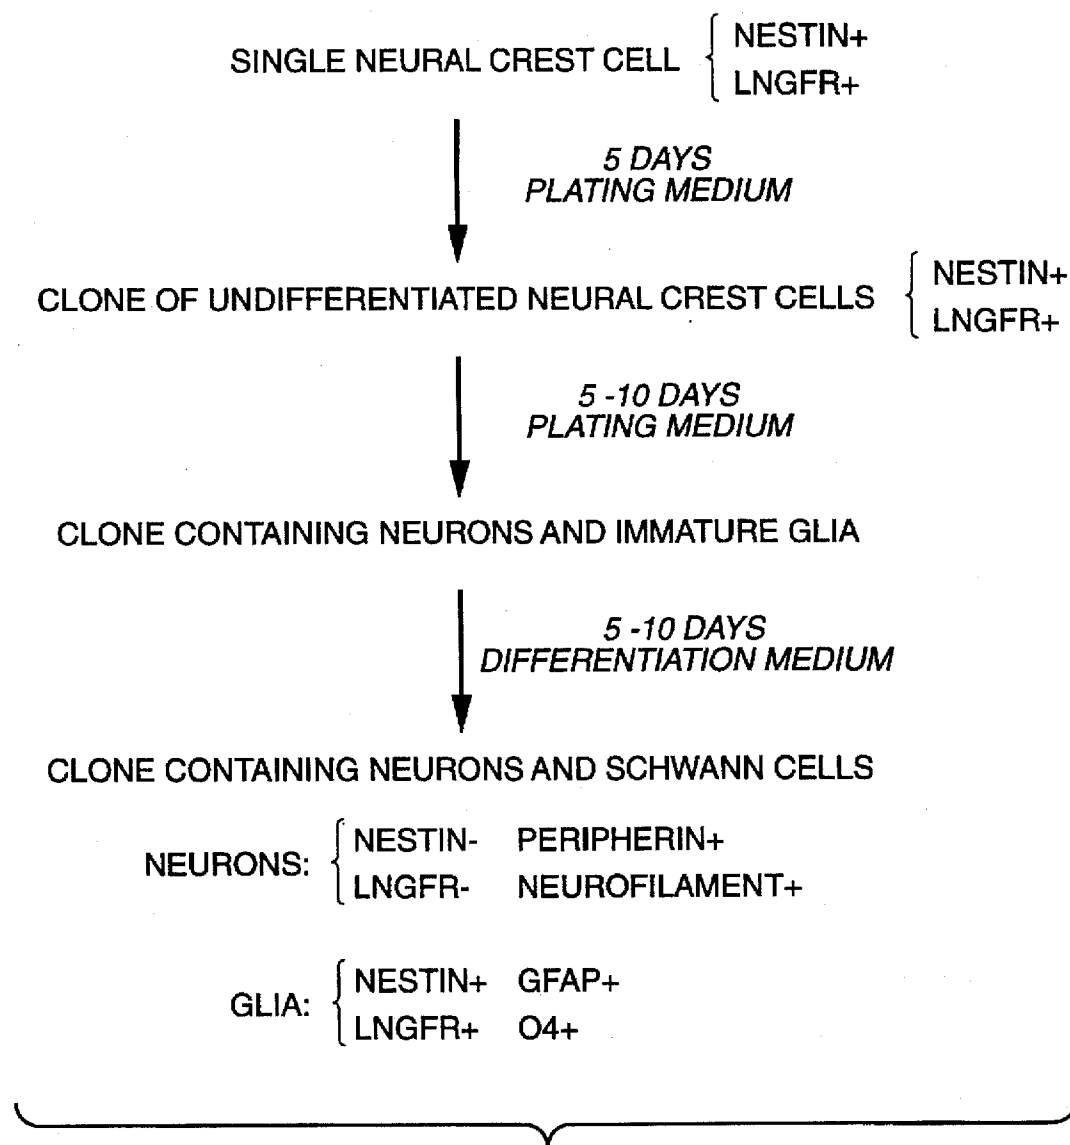 SINGLE NEURAL CREST CELL { NESTIN+
LNGFR+
5 DAYS
PLATING MEDIUM
CLONE OF UNDIFFERENTIATED NEURAL CREST CELLS { NESTIN+
LNGFR+
5 -10 DAYS
PLATING MEDIUM
CLONE CONTAINING NEURONS AND IMMATURE GLIA
5 -10 DAYS
DIFFERENTIATION MEDIUM
CLONE CONTAINING NEURONS AND SCHWANN CELLS
NEURONS: { NESTIN- PERIPHERIN+
LNGFR- NEUROFILAMENT+
GLIA: { NESTIN+ GFAP+
LNGFR+ O4+